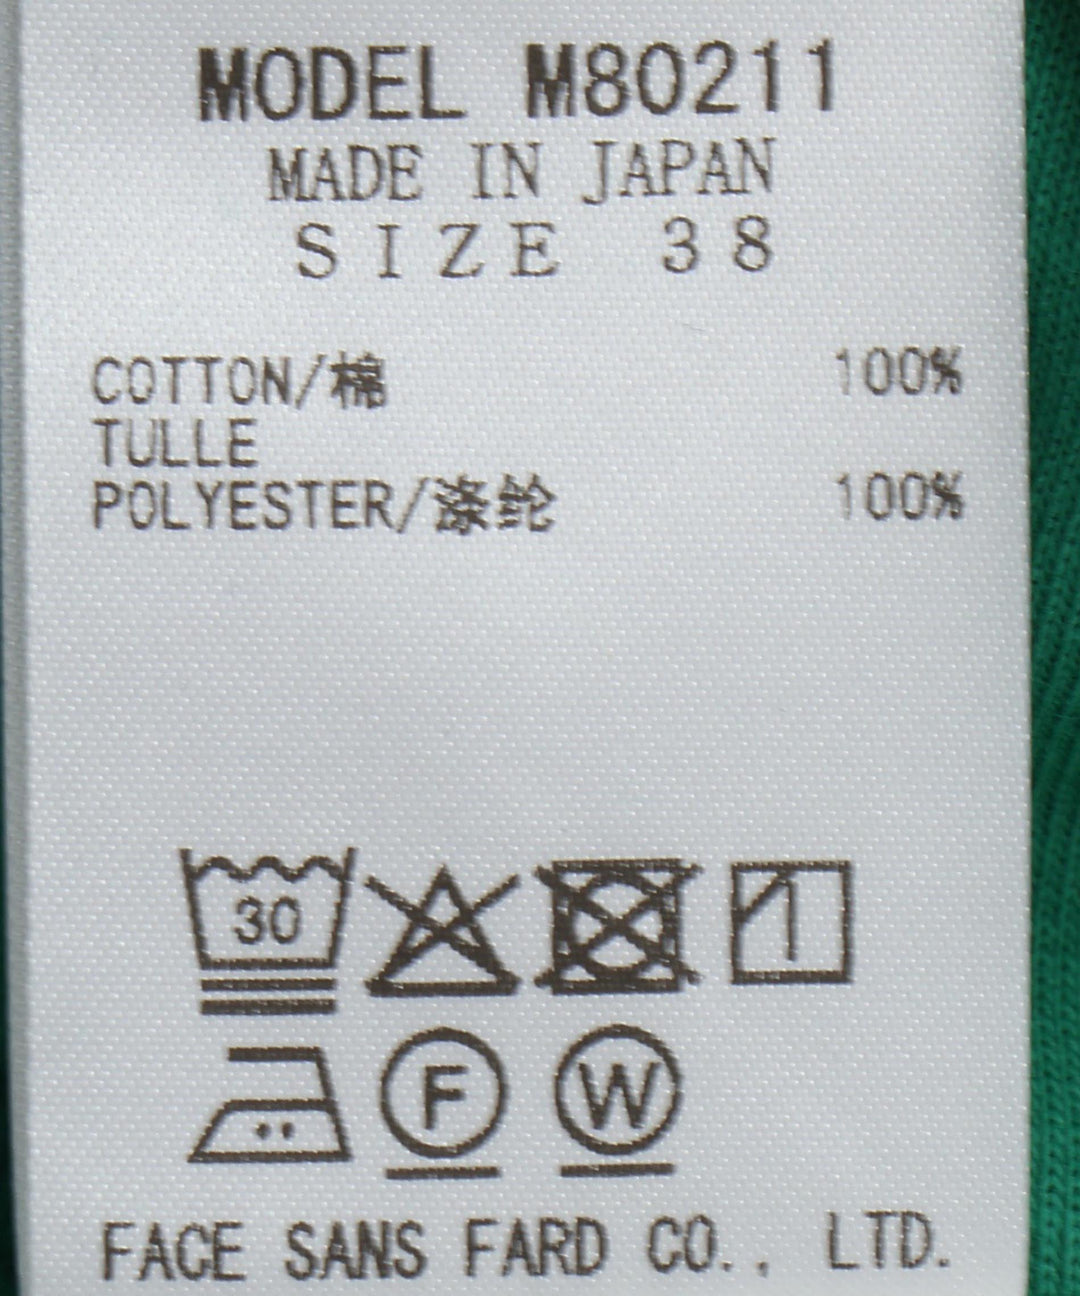 MODEL M80211
MADE IN JAPAN
SIZE 38
COTTON/棉 100%
TULLE
POLYESTER/涤纶 100%
30
1
F W
FACE SANS FARD CO., LTD.